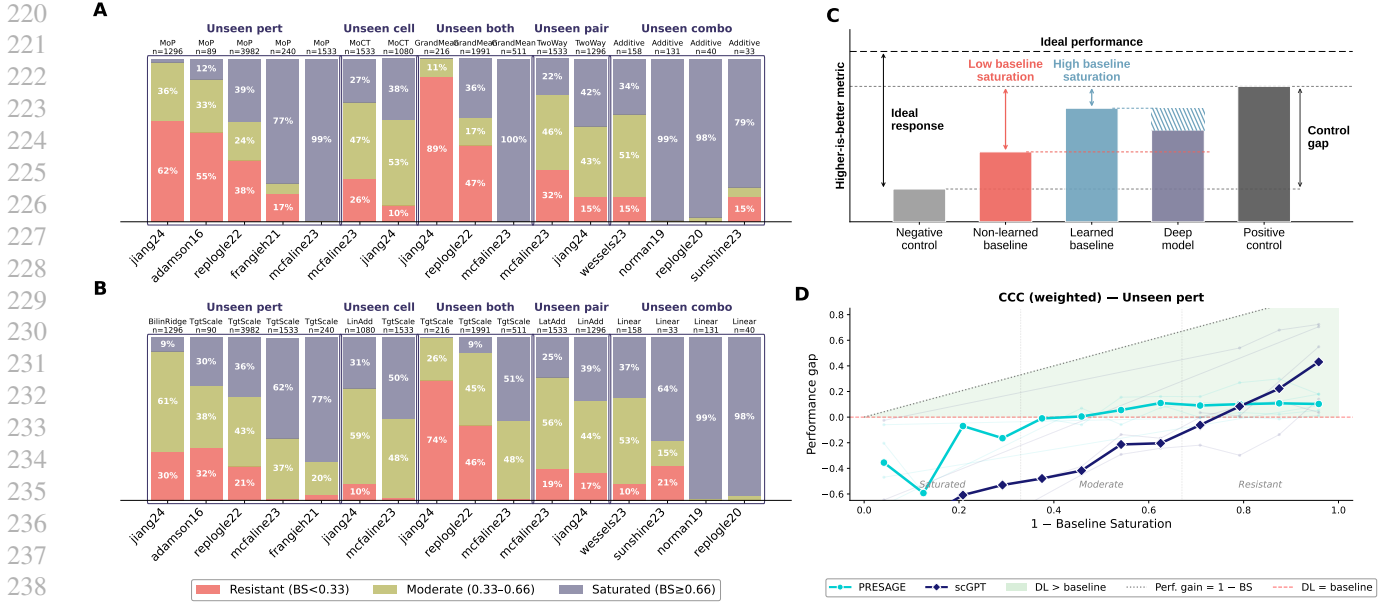 220
221
222
223
224
225
226
227
228
229
230
231
232
233
234
235
236
237
238
A
Unseen pert Unseen cell Unseen both Unseen pair Unseen combo
MoP MoP MoP MoP MoP MoCT MoCT GrandMean GrandMean GrandMean TwoWay TwoWay Additive Additive Additive Additive
n=1296 n=89 n=3982 n=240 n=1533 n=1533 n=1080 n=216 n=1991 n=511 n=1533 n=1296 n=158 n=131 n=40 n=33
36% 62%
12% 33% 55%
39% 24% 38%
77% 17%
99%
27% 47% 26%
38% 53% 10%
11% 89%
36% 17% 47%
100%
22% 46% 32%
42% 43% 15%
34% 51% 15%
99%
98%
79% 15%
jiang24 adamson16 replogle22 frangieh21 mcfaline23 mcfaline23 jiang24 jiang24 replogle22 mcfaline23 mcfaline23 jiang24 wessels23 norman19 replogle20 sunshine23
B
Unseen pert Unseen cell Unseen both Unseen pair Unseen combo
BilinRidge TgtScale TgtScale TgtScale TgtScale LinAdd TgtScale TgtScale TgtScale TgtScale LatAdd LinAdd Linear Linear Linear Linear
n=1296 n=90 n=3982 n=1533 n=240 n=1080 n=1533 n=216 n=1991 n=511 n=1533 n=1296 n=158 n=33 n=131 n=40
9% 61% 30%
30% 38% 32%
36% 43% 21%
62% 37%
77% 20%
31% 59% 10%
50% 48%
26% 74%
9% 45% 46%
51% 48%
25% 56% 19%
39% 44% 17%
37% 53% 10%
64% 15% 21%
99%
98%
jiang24 adamson16 replogle22 mcfaline23 frangieh21 jiang24 mcfaline23 jiang24 replogle22 mcfaline23 mcfaline23 jiang24 wessels23 sunshine23 norman19 replogle20
Resistant (BS<0.33) Moderate (0.33–0.66) Saturated (BS≥0.66)
C
Higher-is-better metric
Ideal performance
Low baseline
saturation
High baseline
saturation
Ideal
response
Control
gap
Negative
control
Non-learned
baseline
Learned
baseline
Deep
model
Positive
control
D
CCC (weighted) — Unseen pert
Performance gap
0.8
0.6
0.4
0.2
0.0
−0.2
−0.4
−0.6
Saturated Moderate Resistant
0.0 0.2 0.4 0.6 0.8 1.0
1 − Baseline Saturation
PRESAGE scGPT DL > baseline Perf. gain = 1 − BS DL = baseline